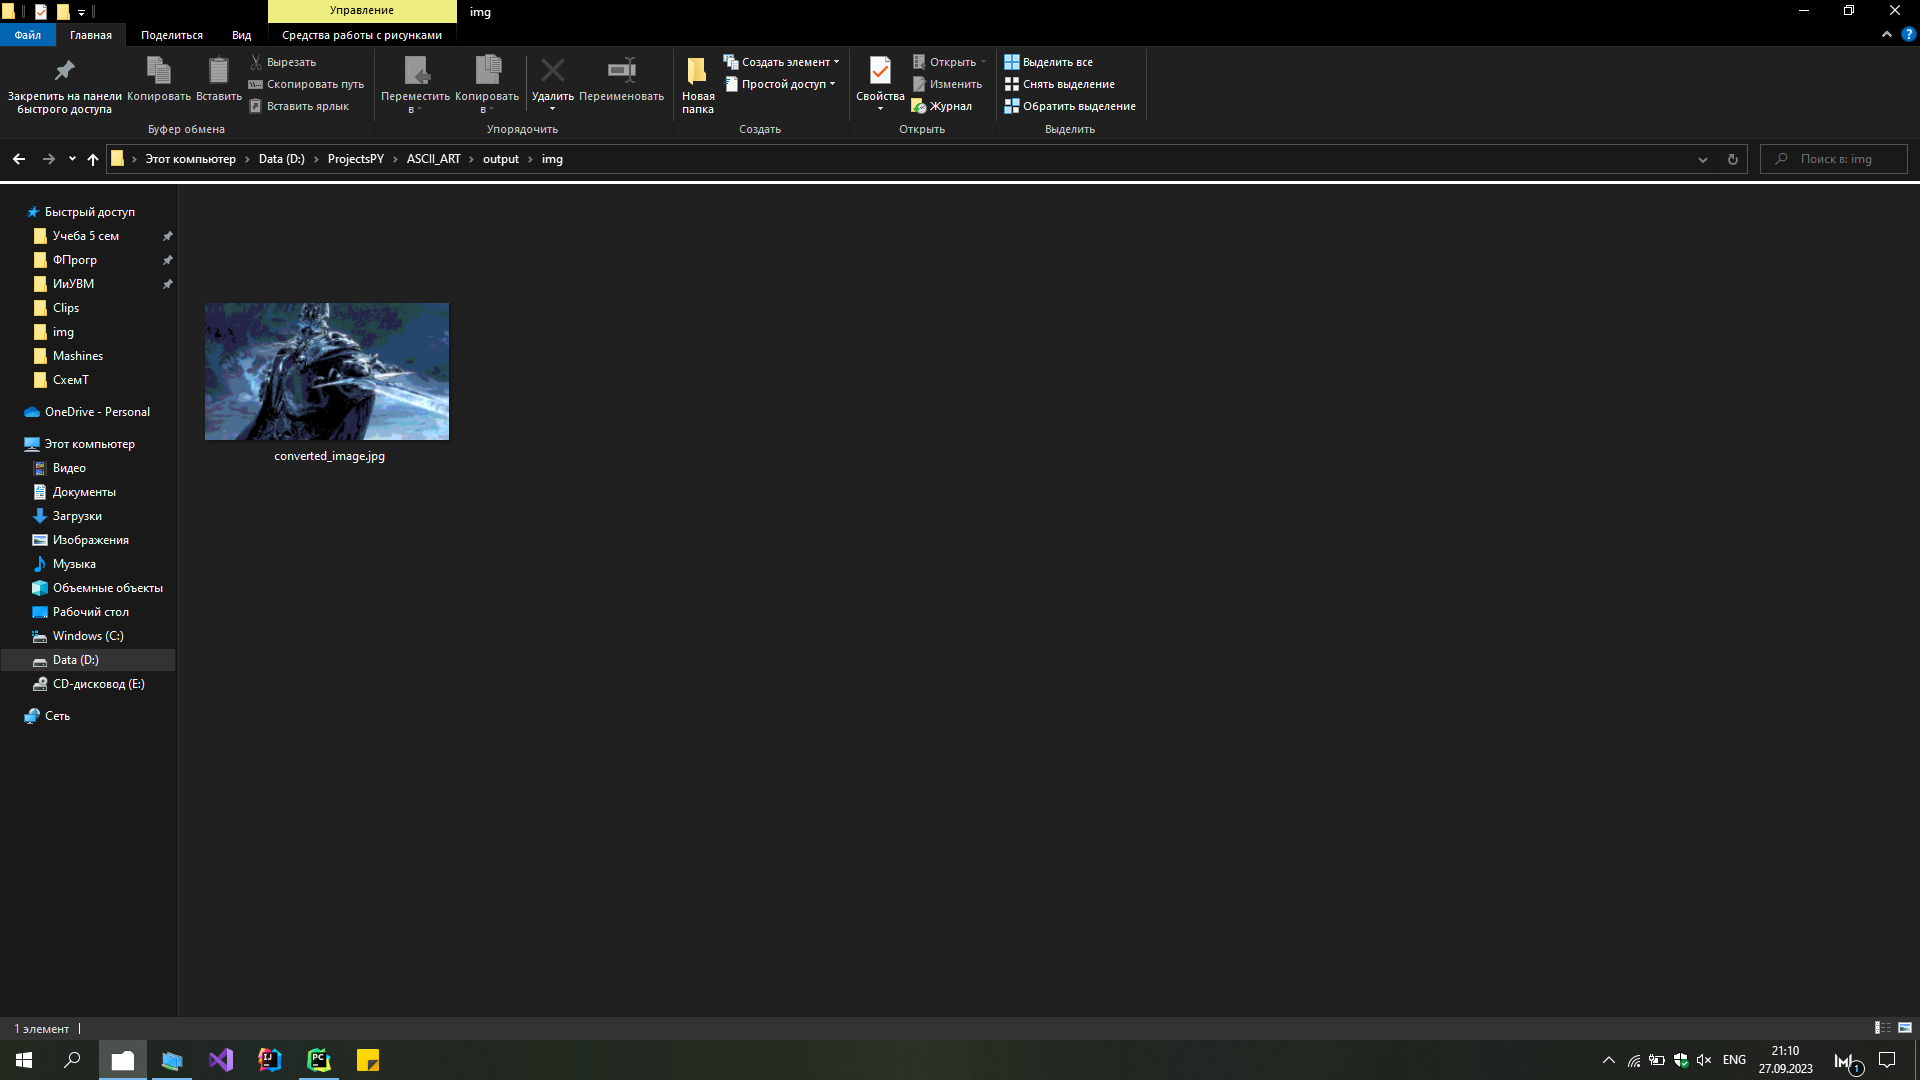 Управление
img
Файл
Главная
Поделиться
Вид
Средства работы с рисунками
Закрепить на панели
быстрого доступа
Копировать
Вставить
Вырезать
Скопировать путь
Вставить ярлык
Переместить
в
Копировать
в
Удалить
Переименовать
Новая
папка
Создать элемент
Простой доступ
Свойства
Открыть
Изменить
Журнал
Выделить все
Снять выделение
Обратить выделение
Буфер обмена
Упорядочить
Создать
Открыть
Выделить
Этот компьютер
Data (D:)
ProjectsPY
ASCII_ART
output
img
Поиск в: img
Быстрый доступ
Учеба 5 сем
ФПрогр
ИиУВМ
Clips
img
Mashines
СхемТ
OneDrive - Personal
Этот компьютер
Видео
Документы
Загрузки
Изображения
Музыка
Объемные объекты
Рабочий стол
Windows (C:)
Data (D:)
CD-дисковод (E:)
Сеть
converted_image.jpg
1 элемент
IJ
PC
ENG
21:10
27.09.2023
1